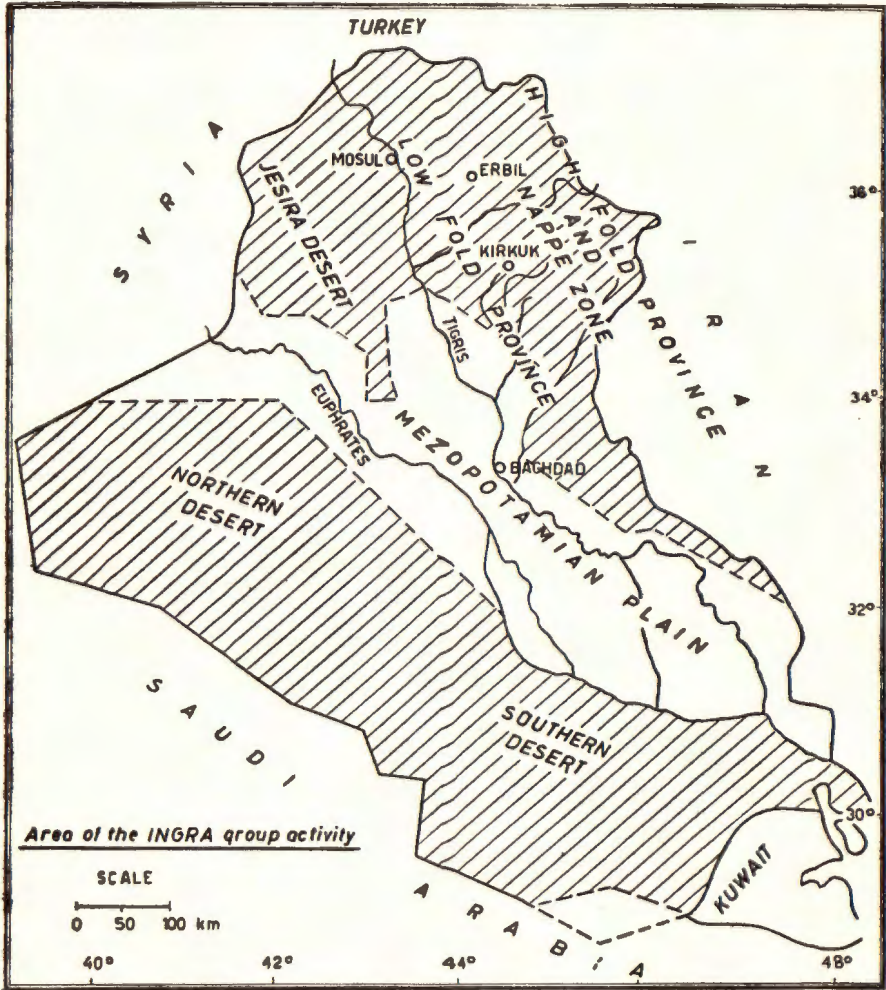 TURKEY
SYRIA
MOSUL
ERBIL
KIRKUK
JESIRA DESERT
LOW FOLD PROVINCE
HIGH FOLD PROVINCE
AND NAPPE ZONE
IRAN
TIGRIS
EUPHRATES
BAGHDAD
MEZOPOTAMIAN PLAIN
NORTHERN
DESERT
SOUTHERN
DESERT
SAUDI
ARABIA
KUWAIT
36°
34°
32°
30°
Area of the INGRA group activity
SCALE
0 50 100 km
40° 42° 44° 46 48°